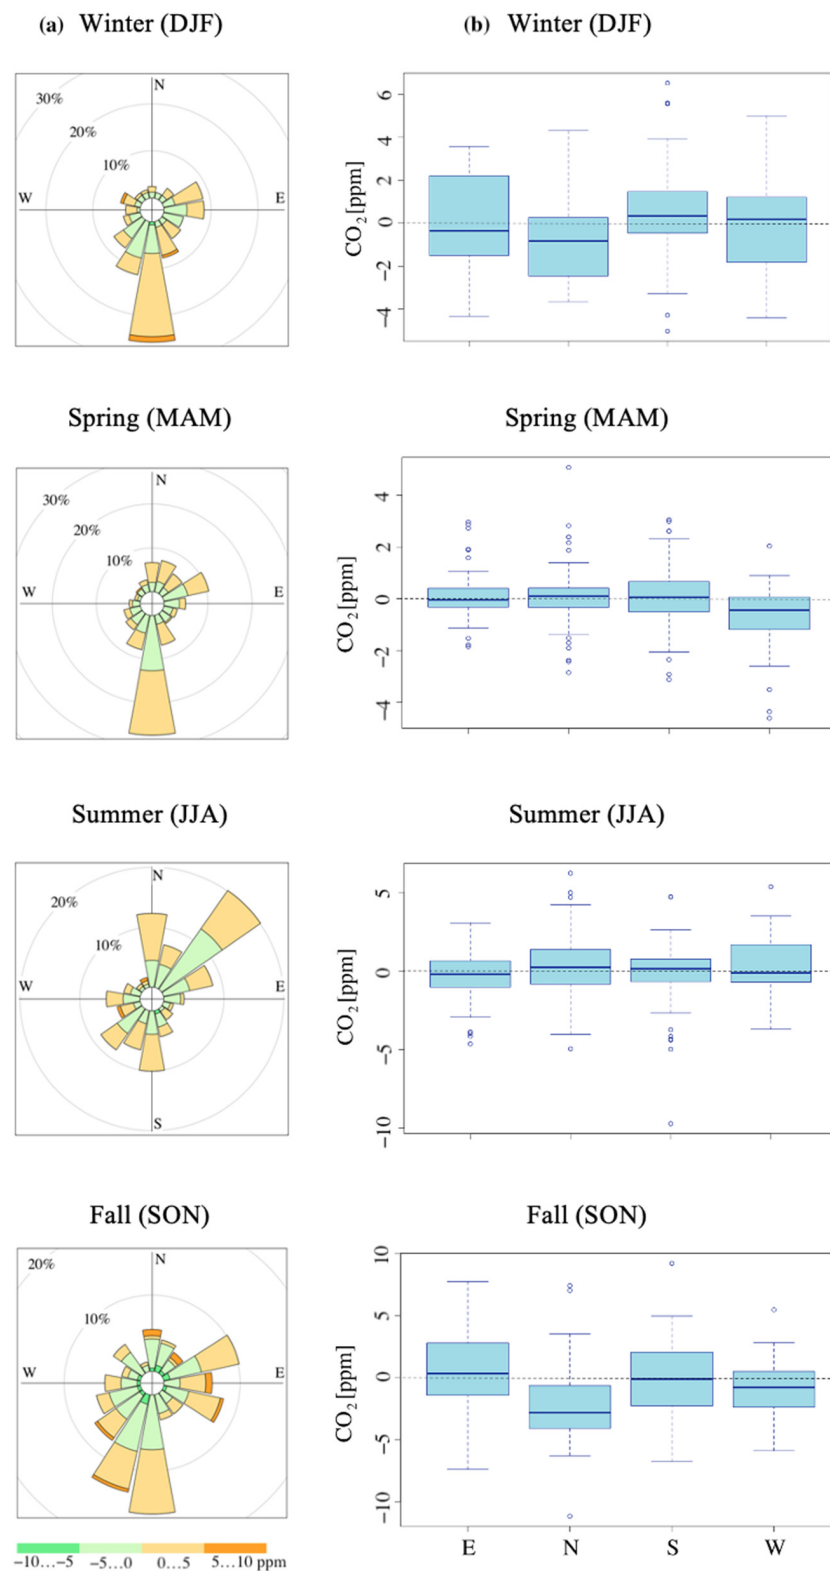 (a) Winter (DJF)
(b) Winter (DJF)
N
30%
20%
10%
W
E
CO2 [ppm]
6
4
2
0
−2
−4
Spring (MAM)
Spring (MAM)
N
30%
20%
10%
W
E
CO2 [ppm]
4
2
0
−2
−4
Summer (JJA)
Summer (JJA)
N
20%
10%
W
E
S
CO2 [ppm]
5
0
−5
−10
Fall (SON)
Fall (SON)
N
20%
10%
W
E
CO2 [ppm]
10
5
0
−5
−10
E N S W
−10…−5 −5…0 0…5 5…10 ppm